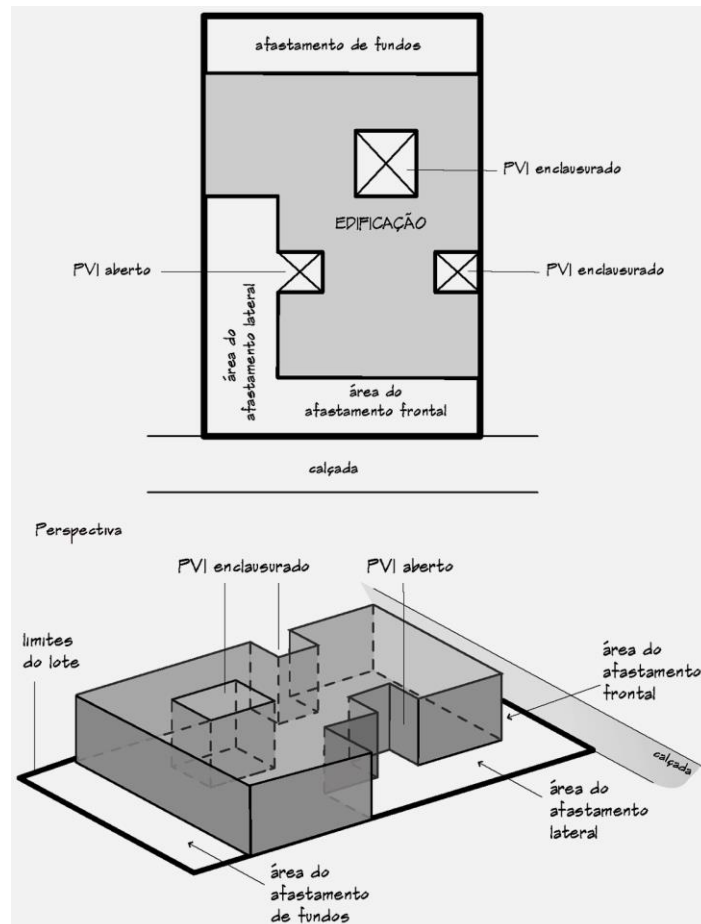 afastamento de fundos
PVI enclausurado
EDIFICAÇÃO
PVI aberto
PVI enclausurado
área do
afastamento lateral
área do
afastamento frontal
calçada
Perspectiva
PVI enclausurado
PVI aberto
limites
do lote
área do
afastamento
frontal
calçada
área do
afastamento
lateral
área do
afastamento
de fundos